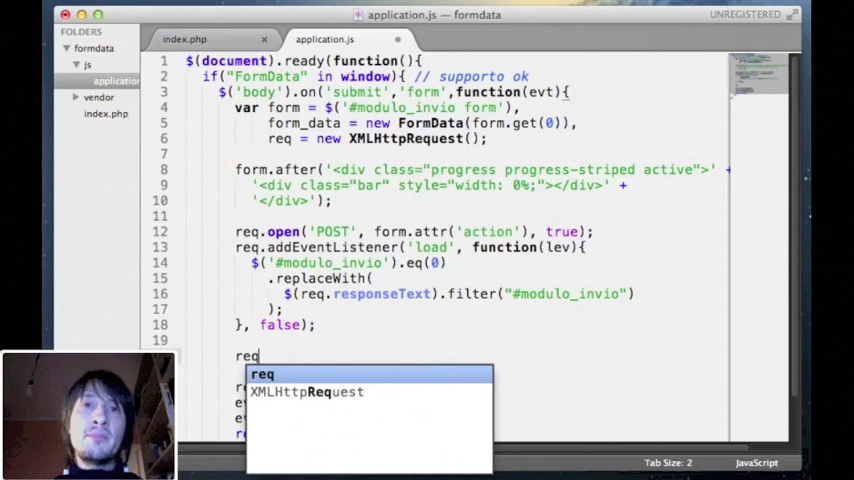 application.js — formdata
UNREGISTERED
FOLDERS
formdata
js
application
vendor
index.php
index.php
application.js
1 $(document).ready(function(){
2 if("FormData" in window){ // supporto ok
3 $('body').on('submit','form',function(evt){
4 var form = $('#modulo_invio form'),
5 form_data = new FormData(form.get(0)),
6 req = new XMLHttpRequest();
7
8 form.after('<div class="progress progress-striped active">' +
9 '<div class="bar" style="width: 0%;"></div>' +
10 '</div>');
11
12 req.open('POST', form.attr('action'), true);
13 req.addEventListener('load', function(lev){
14 $('#modulo_invio').eq(0)
15 .replaceWith(
16 $(req.responseText).filter("#modulo_invio")
17 );
18 }, false);
19
req
req
XMLHttpRequest
Tab Size: 2
JavaScript